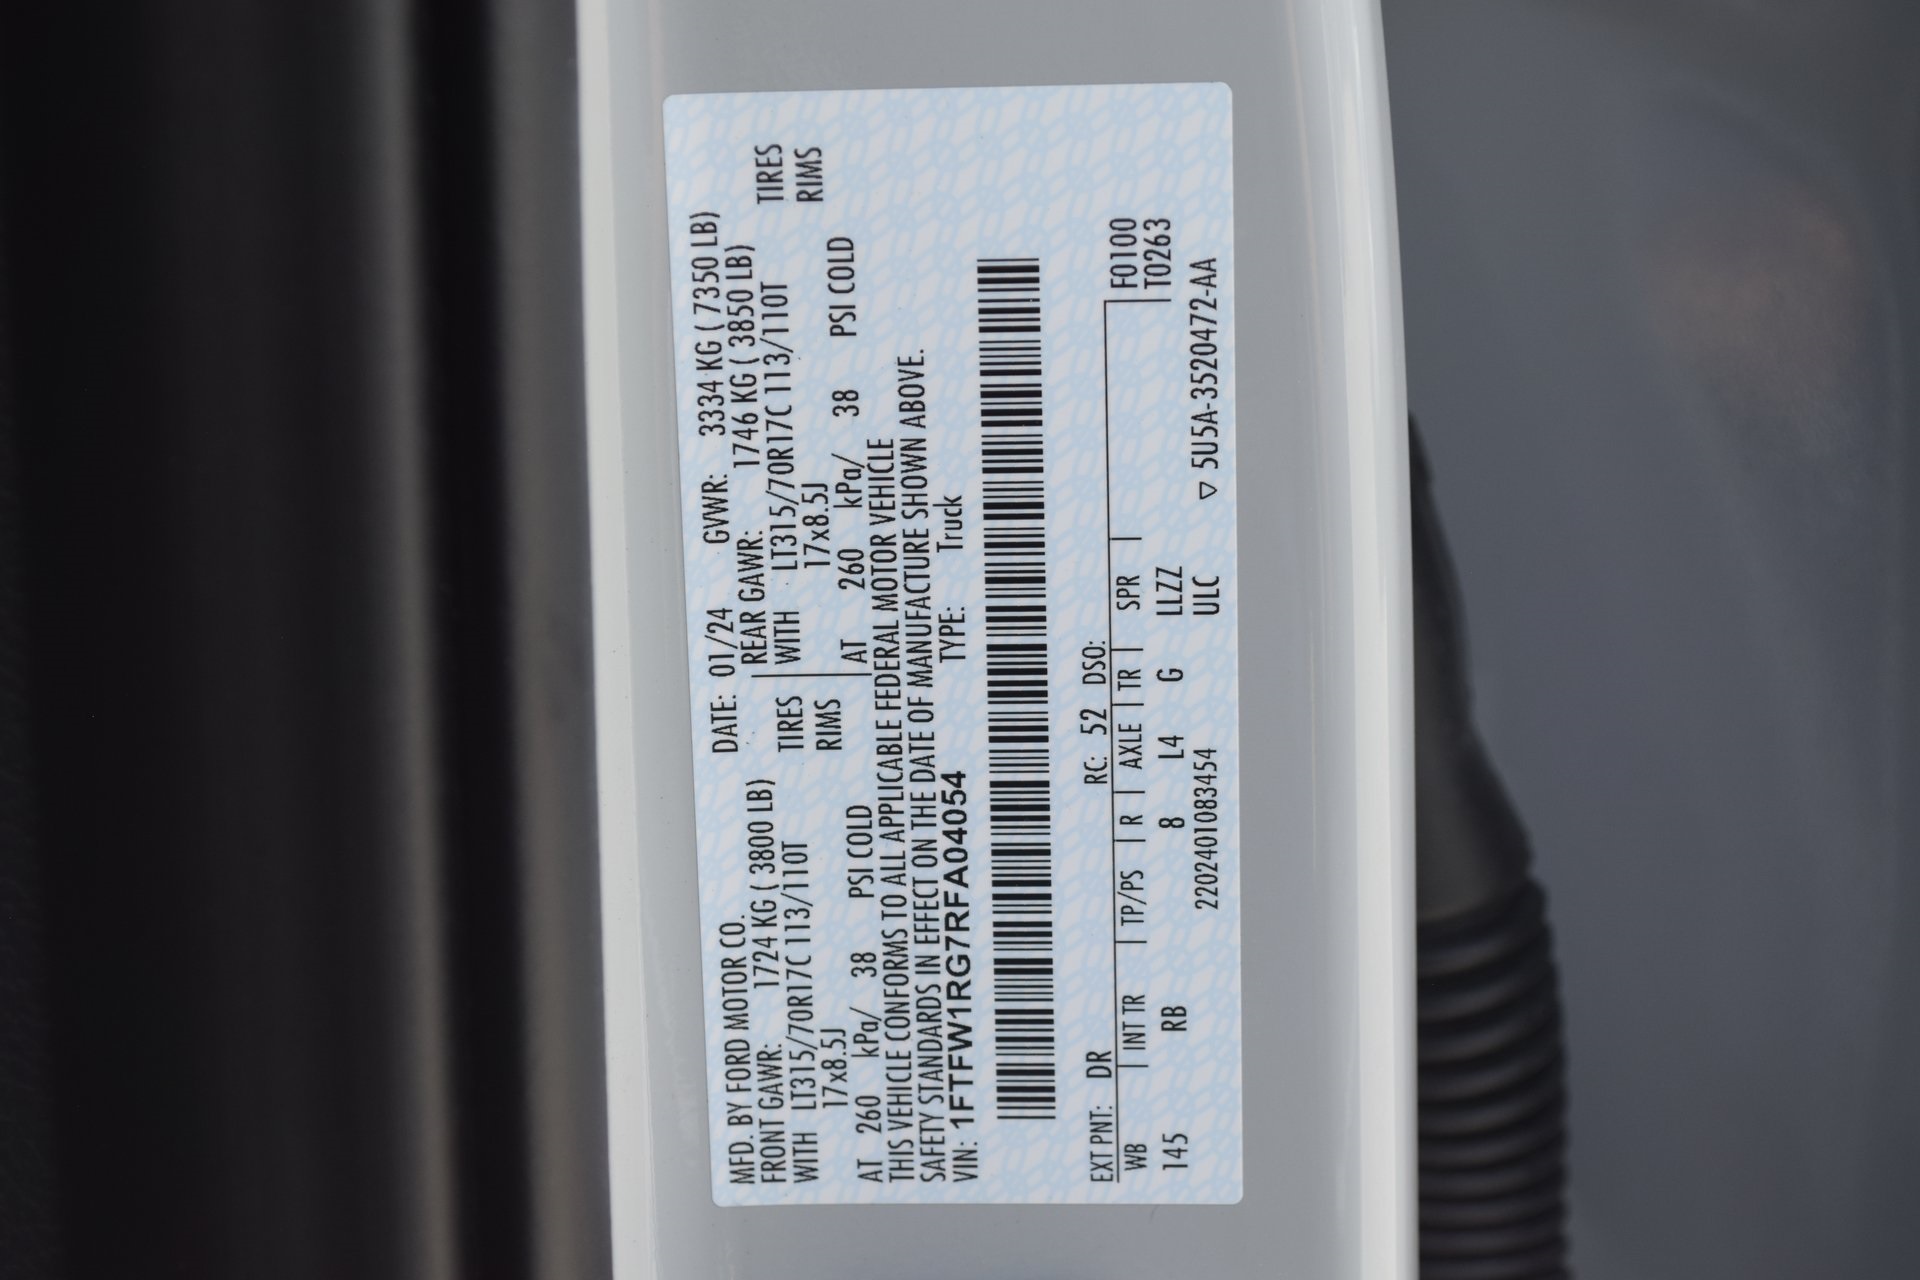 MFD. BY FORD MOTOR CO. DATE: 01/24 GVWR: 3334 KG ( 7350 LB)
FRONT GAWR: 1724 KG ( 3800 LB) REAR GAWR: 1746 KG ( 3850 LB)
WITH LT315/70R17C 113/110T TIRES WITH LT315/70R17C 113/110T TIRES
17x8.5J RIMS 17x8.5J RIMS
AT 260 kPa/ 38 PSI COLD AT 260 kPa/ 38 PSI COLD
THIS VEHICLE CONFORMS TO ALL APPLICABLE FEDERAL MOTOR VEHICLE
SAFETY STANDARDS IN EFFECT ON THE DATE OF MANUFACTURE SHOWN ABOVE.
VIN: 1FTFW1RG7RFA04054 TYPE: Truck
EXT PNT: DR RC: 52 DSO:
WB INT TR TP/PS R AXLE TR SPR F0100
145 RB 8 L4 G LLZZ T0263
220240108345​4 ULC ▽ 5U5A-3520472-AA